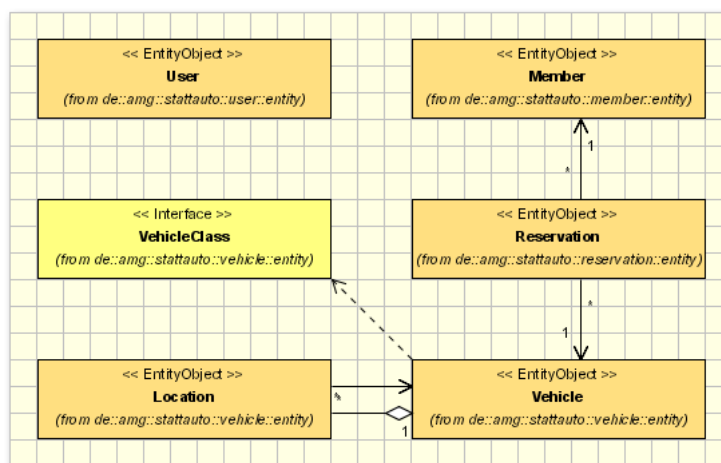 << EntityObject >>
User
(from de::amg::stattauto::user::entity)
<< EntityObject >>
Member
(from de::amg::stattauto::member::entity)
1
*
<< Interface >>
VehicleClass
(from de::amg::stattauto::vehicle::entity)
<< EntityObject >>
Reservation
(from de::amg::stattauto::reservation::entity)
*
1
<< EntityObject >>
Location
(from de::amg::stattauto::vehicle::entity)
*
1
<< EntityObject >>
Vehicle
(from de::amg::stattauto::vehicle::entity)